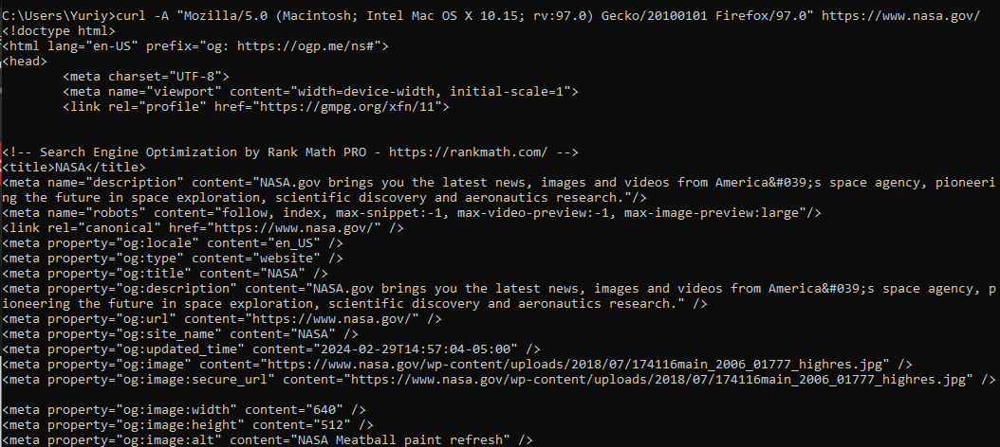 C:\Users\Yuriy>curl -A "Mozilla/5.0 (Macintosh; Intel Mac OS X 10.15; rv:97.0) Gecko/20100101 Firefox/97.0" https://www.nasa.gov/
<!doctype html>
<html lang="en-US" prefix="og: https://ogp.me/ns#">
<head>
        <meta charset="UTF-8">
        <meta name="viewport" content="width=device-width, initial-scale=1">
        <link rel="profile" href="https://gmpg.org/xfn/11">
<!-- Search Engine Optimization by Rank Math PRO - https://rankmath.com/ -->
<title>NASA</title>
<meta name="description" content="NASA.gov brings you the latest news, images and videos from America&#039;s space agency, pioneeri
ng the future in space exploration, scientific discovery and aeronautics research."/>
<meta name="robots" content="follow, index, max-snippet:-1, max-video-preview:-1, max-image-preview:large"/>
<link rel="canonical" href="https://www.nasa.gov/" />
<meta property="og:locale" content="en_US" />
<meta property="og:type" content="website" />
<meta property="og:title" content="NASA" />
<meta property="og:description" content="NASA.gov brings you the latest news, images and videos from America&#039;s space agency, p
ioneering the future in space exploration, scientific discovery and aeronautics research." />
<meta property="og:url" content="https://www.nasa.gov/" />
<meta property="og:site_name" content="NASA" />
<meta property="og:updated_time" content="2024-02-29T14:57:04-05:00" />
<meta property="og:image" content="https://www.nasa.gov/wp-content/uploads/2018/07/174116main_2006_01777_highres.jpg" />
<meta property="og:image:secure_url" content="https://www.nasa.gov/wp-content/uploads/2018/07/174116main_2006_01777_highres.jpg" />
<meta property="og:image:width" content="640" />
<meta property="og:image:height" content="512" />
<meta property="og:image:alt" content="NASA Meatball paint refresh" />